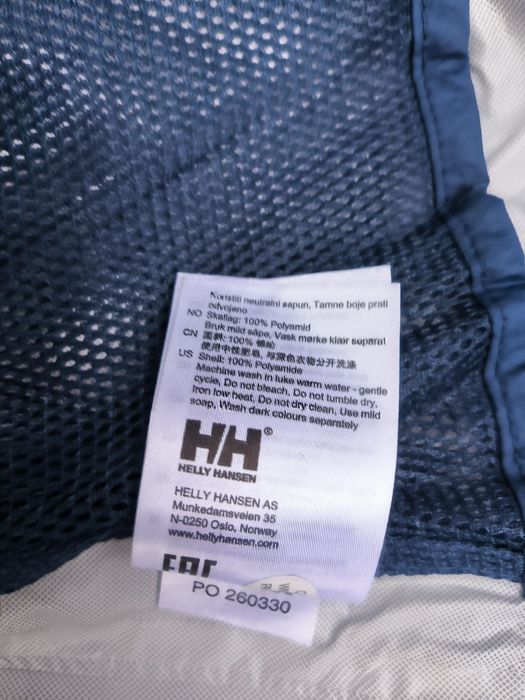 Koristiti neutralni sapun, Tamne boje prati
odvojeno
NO Skallag: 100% Polyamid
Bruk mild såpe, Vask mørke klær separat
CN 面料: 100% 锦纶
使用中性肥皂, 与深色衣物分开洗涤
US Shell: 100% Polyamide
Machine wash in luke warm water - gentle
cycle, Do not bleach, Do not tumble dry,
Iron low heat, Do not dry clean, Use mild
soap, Wash dark colours separately
HH®
HELLY HANSEN
HELLY HANSEN AS
Munkedamsveien 35
N-0250 Oslo, Norway
www.hellyhansen.com
EAC
PO 260330